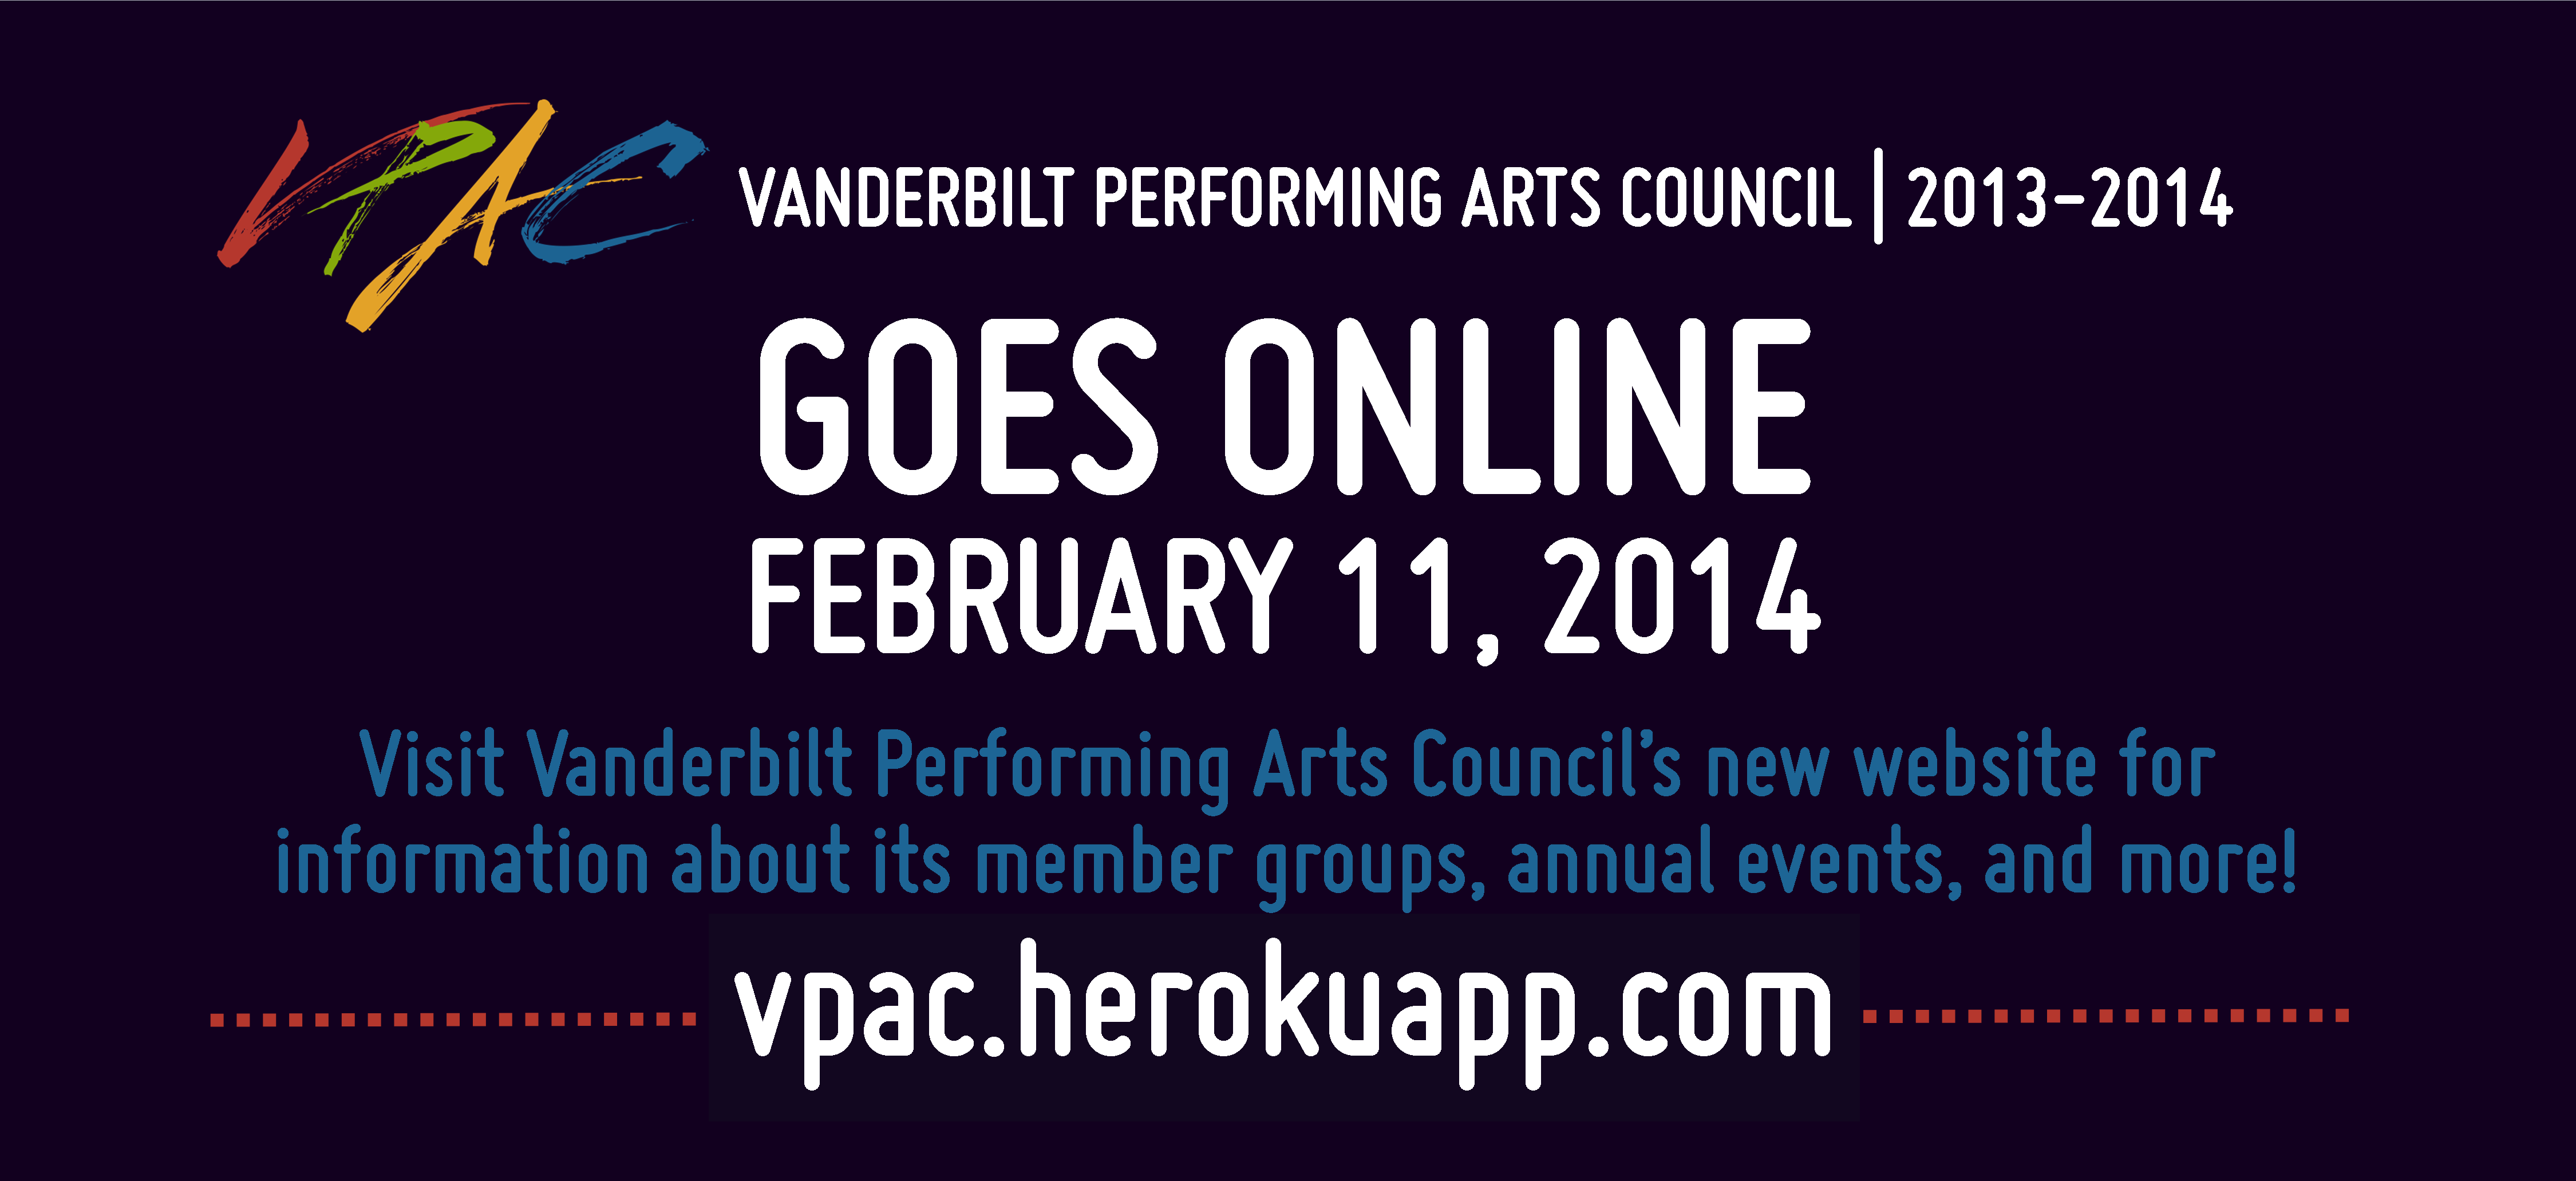 VPAC
VANDERBILT PERFORMING ARTS COUNCIL | 2013-2014
GOES ONLINE
FEBRUARY 11, 2014
Visit Vanderbilt Performing Arts Council’s new website for
information about its member groups, annual events, and more!
vpac.herokuapp.com